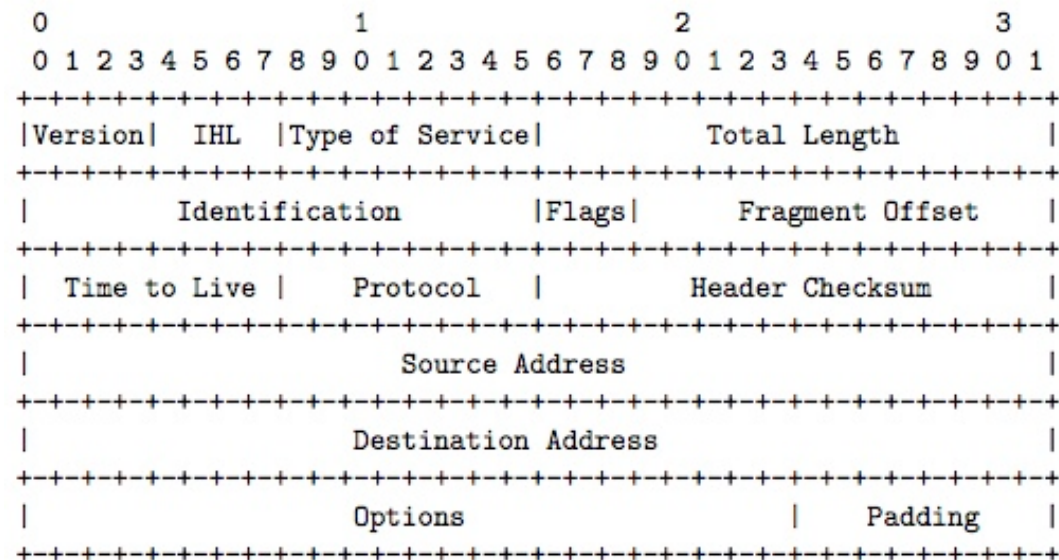 0                   1                   2                   3
0 1 2 3 4 5 6 7 8 9 0 1 2 3 4 5 6 7 8 9 0 1 2 3 4 5 6 7 8 9 0 1
+-+-+-+-+-+-+-+-+-+-+-+-+-+-+-+-+-+-+-+-+-+-+-+-+-+-+-+-+-+-+-+-+
|Version|  IHL  |Type of Service|          Total Length         |
+-+-+-+-+-+-+-+-+-+-+-+-+-+-+-+-+-+-+-+-+-+-+-+-+-+-+-+-+-+-+-+-+
|         Identification        |Flags|      Fragment Offset    |
+-+-+-+-+-+-+-+-+-+-+-+-+-+-+-+-+-+-+-+-+-+-+-+-+-+-+-+-+-+-+-+-+
|  Time to Live |    Protocol   |         Header Checksum       |
+-+-+-+-+-+-+-+-+-+-+-+-+-+-+-+-+-+-+-+-+-+-+-+-+-+-+-+-+-+-+-+-+
|                       Source Address                          |
+-+-+-+-+-+-+-+-+-+-+-+-+-+-+-+-+-+-+-+-+-+-+-+-+-+-+-+-+-+-+-+-+
|                    Destination Address                        |
+-+-+-+-+-+-+-+-+-+-+-+-+-+-+-+-+-+-+-+-+-+-+-+-+-+-+-+-+-+-+-+-+
|                    Options                    |    Padding    |
+-+-+-+-+-+-+-+-+-+-+-+-+-+-+-+-+-+-+-+-+-+-+-+-+-+-+-+-+-+-+-+-+